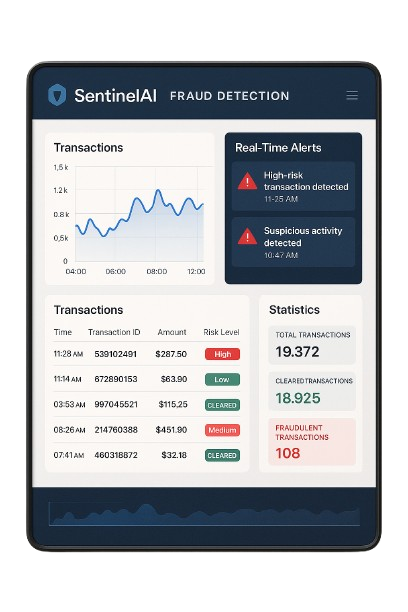 SentinelAI FRAUD DETECTION
Transactions
1,5 k
1.2 k
0.8 k
0,5k
0
04:00 06:00 08:00 12:00
Real-Time Alerts
High-risk
transaction detected
11-25 AM
Suspicious activity
detected
10:47 AM
Transactions
Time Transaction ID Amount Risk Level
11:28 AM 539102491 $287.50 High
11:14 AM 672890153 $63.90 Low
03:53 AM 997045521 $115,25 CLEARED
08:26 AM 214760388 $451.90 Medium
07:41 AM 460318872 $32.18 CLEARED
Statistics
TOTAL TRANSACTIONS
19.372
CLEARED TRANSACTIONS
18.925
FRAUDULENT
TRANSACTIONS
108